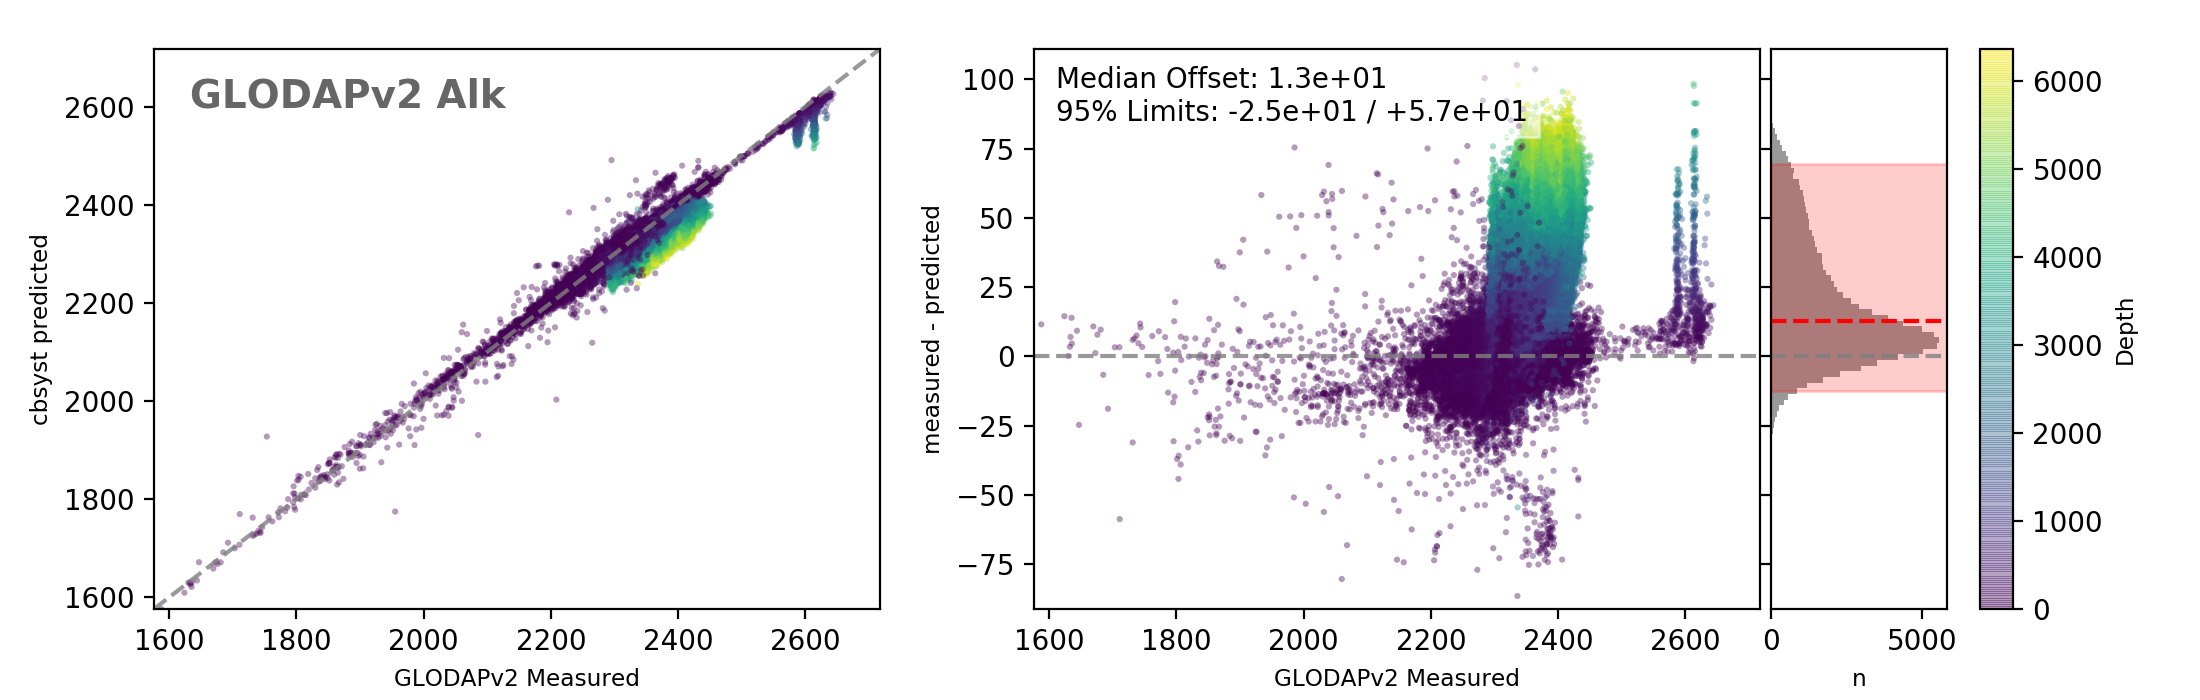 GLODAPv2 Alk
2600
2400
2200
2000
1800
1600
cbsyst predicted
1600 1800 2000 2200 2400 2600
GLODAPv2 Measured
Median Offset: 1.3e+01
95% Limits: -2.5e+01 / +5.7e+01
100
75
50
25
0
−25
−50
−75
measured - predicted
1600 1800 2000 2200 2400 2600
GLODAPv2 Measured
0 5000
n
6000
5000
4000
3000
2000
1000
0
Depth